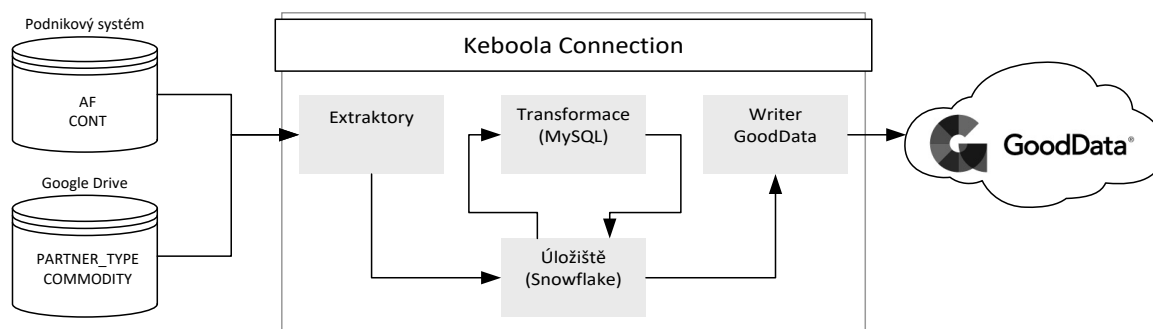 Podnikový systém
AF
CONT
Google Drive
PARTNER_TYPE
COMMODITY
Keboola Connection
Extraktory
Transformace
(MySQL)
Writer
GoodData
Úložiště
(Snowflake)
GoodData®